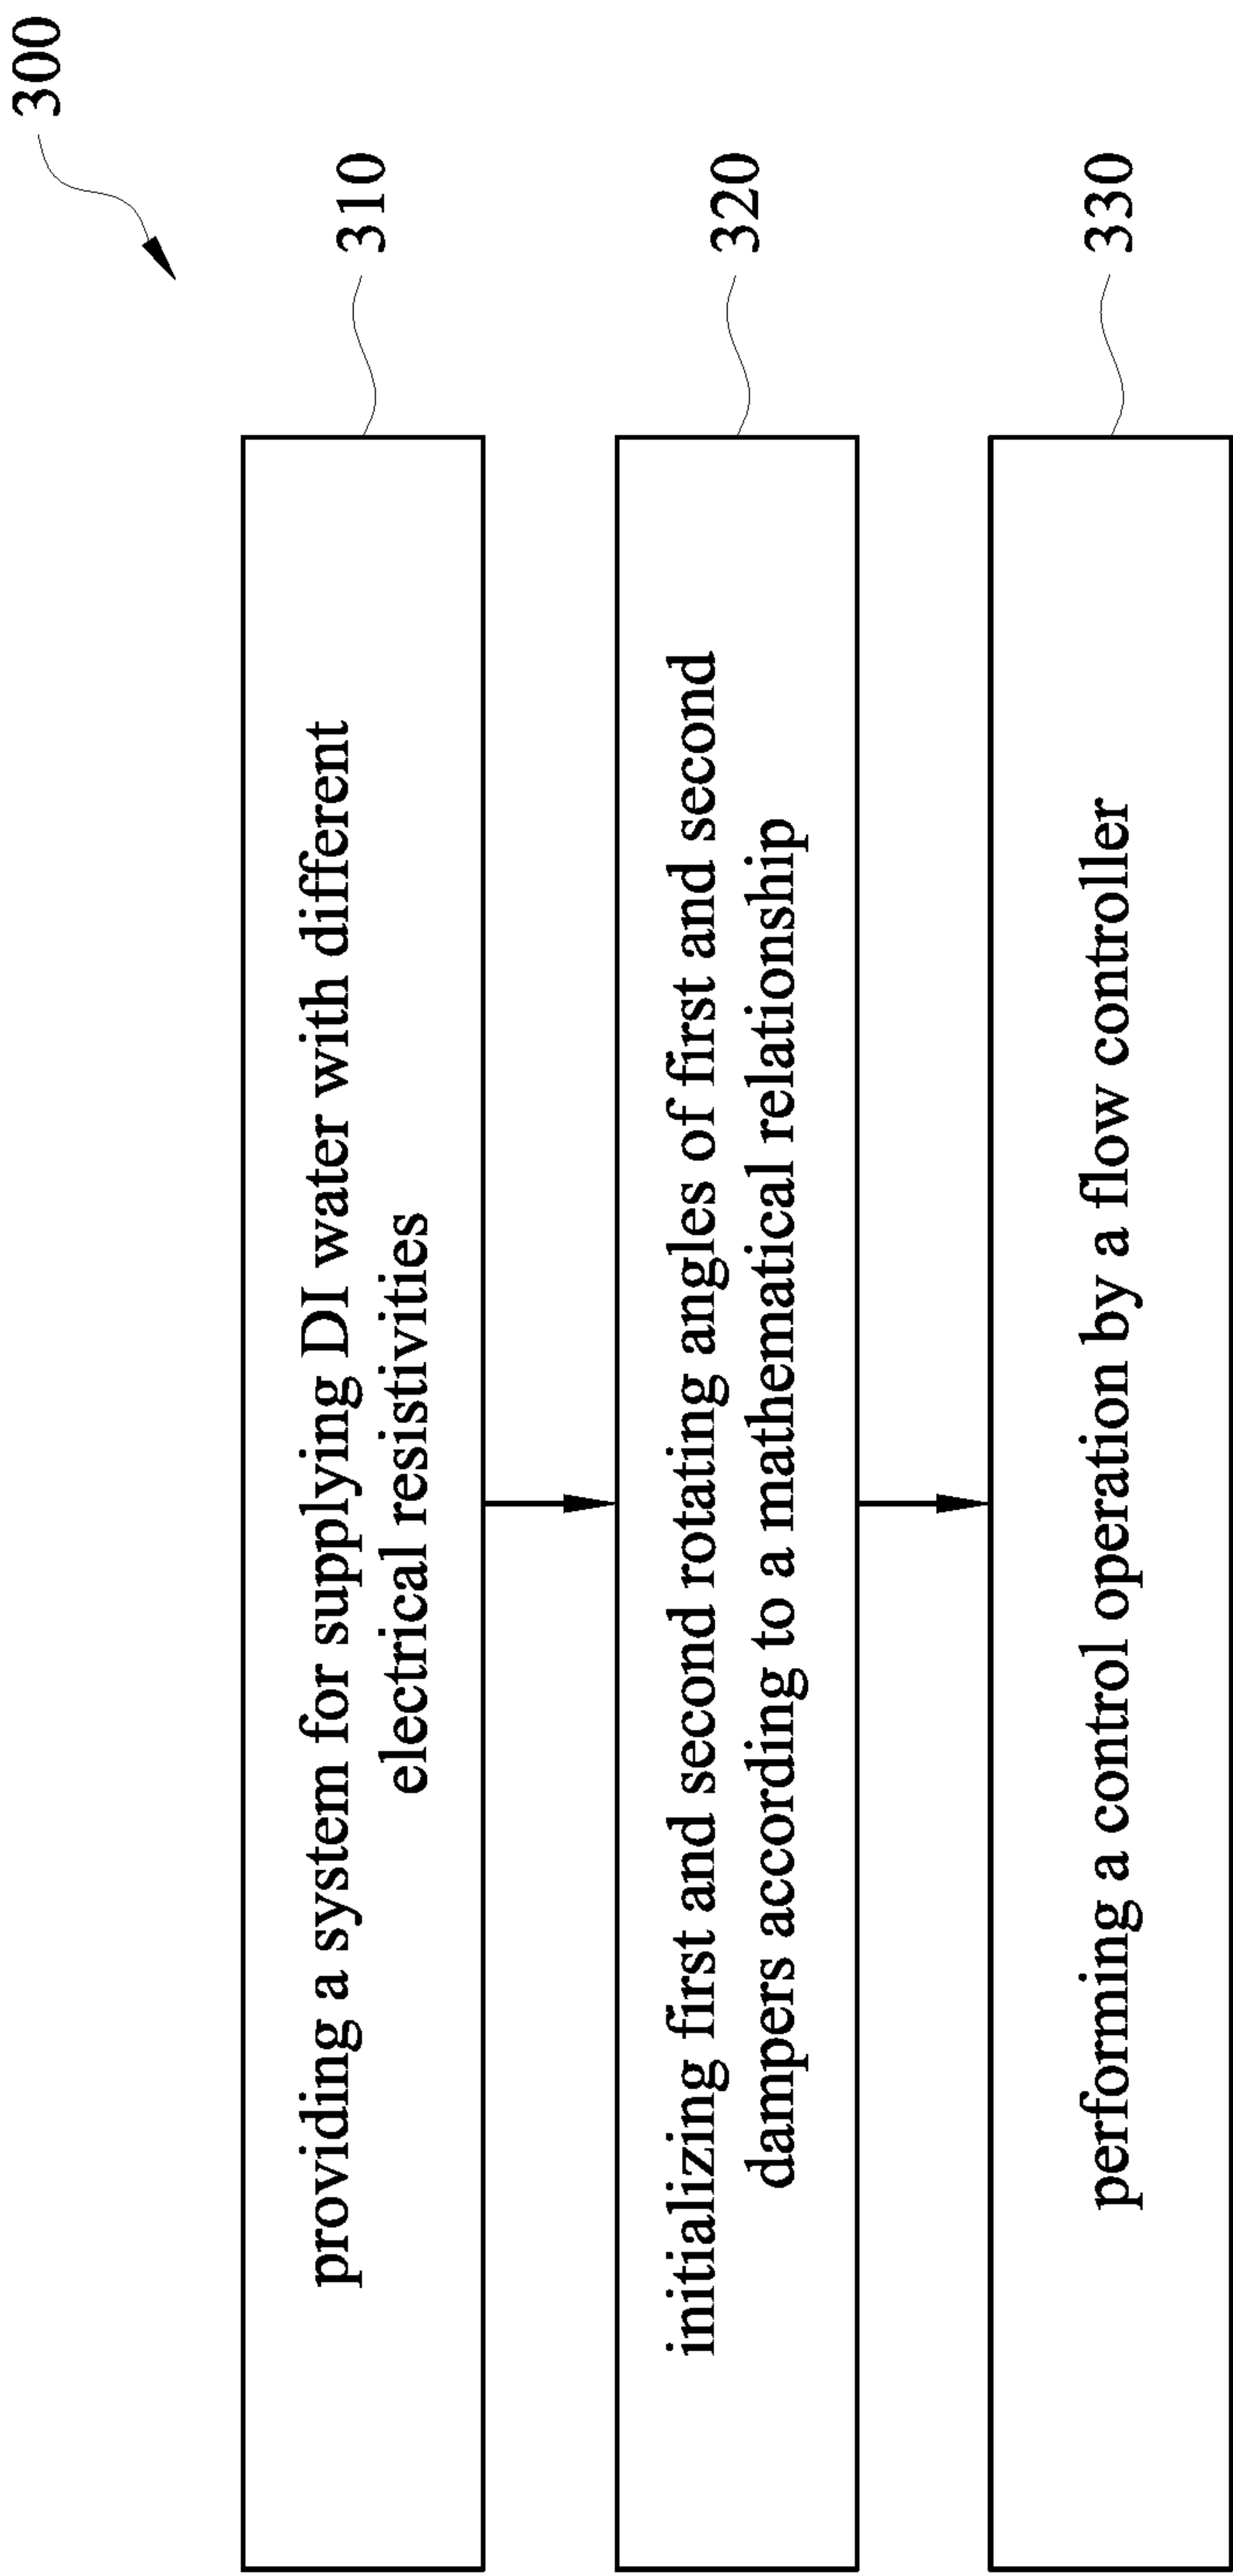 300
providing a system for supplying DI water with different
electrical resistivities
310
initializing first and second rotating angles of first and second
dampers according to a mathematical relationship
320
performing a control operation by a flow controller
330